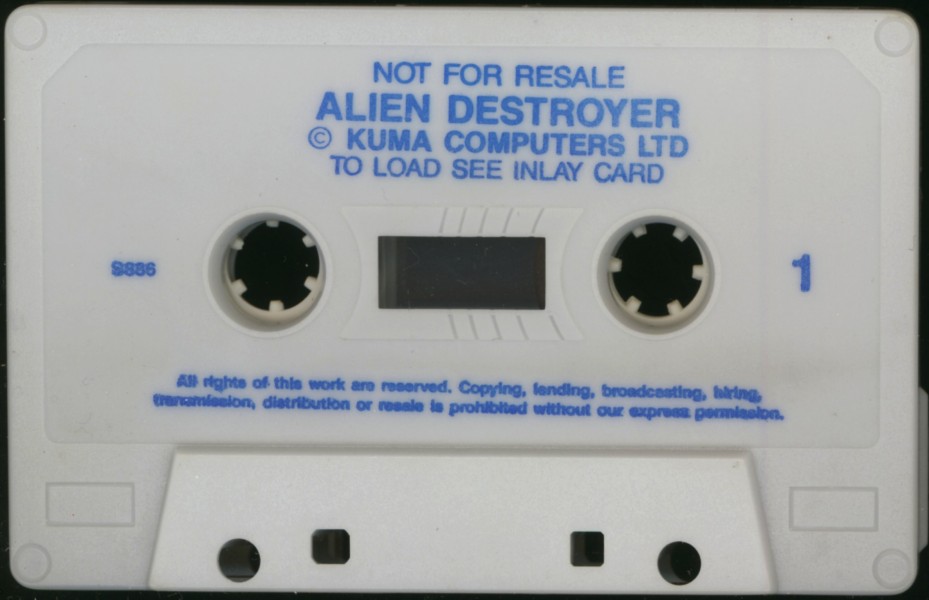 NOT FOR RESALE
ALIEN DESTROYER
© KUMA COMPUTERS LTD
TO LOAD SEE INLAY CARD
S886
1
All rights of this work are reserved. Copying, lending, broadcasting, hiring,
transmission, distribution or resale is prohibited without our express permission.